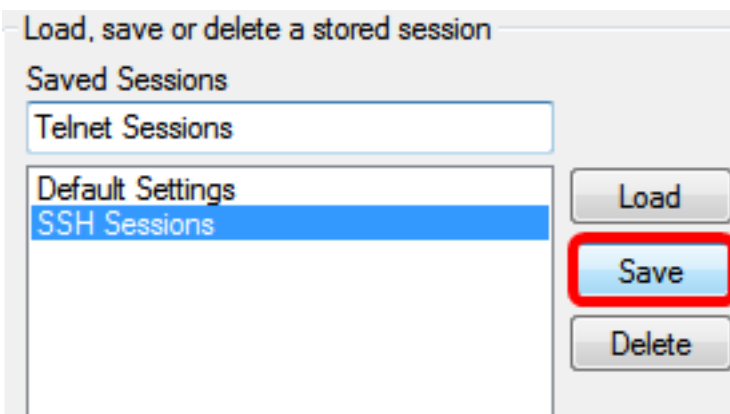 Load, save or delete a stored session
Saved Sessions
Telnet Sessions
Default Settings
SSH Sessions
Load
Save
Delete